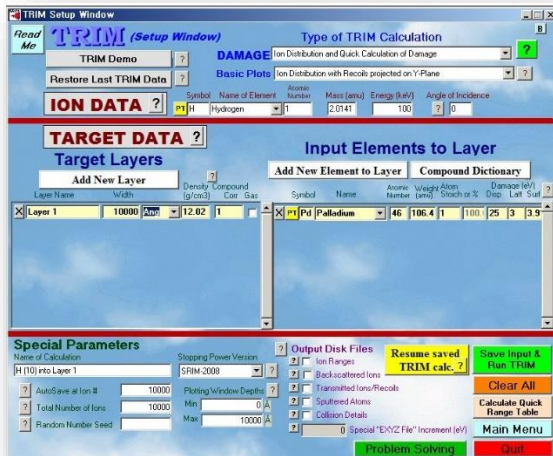 TRIM Setup Window
Read Me
TRIM (Setup Window)
Type of TRIM Calculation
B
TRIM Demo ?
DAMAGE Ion Distribution and Quick Calculation of Damage ?
Restore Last TRIM Data ?
Basic Plots Ion Distribution with Recoils projected on Y-Plane ?
ION DATA ?
Symbol Name of Element Atomic Number Mass (amu) Energy (keV) Angle of Incidence
PT H Hydrogen 1 2.0141 100 ? 0
TARGET DATA ?
Target Layers
Input Elements to Layer
Add New Layer ?
Add New Element to Layer Compound Dictionary
Layer Name Width Density (g/cm3) Compound Corr Gas
Symbol Name Atomic Number Weight (amu) Atom Stoich or % Damage (eV) Disp Latt Surf
X Layer 1 10000 Ang 12.02 1
X PT Pd Palladium 46 106.4 1 100. 25 3 3.9
Special Parameters
Name of Calculation Stopping Power Version
H (10) into Layer 1 SRIM-2008 ?
? AutoSave at Ion # 10000
? Total Number of Ions 10000
? Random Number Seed
Plotting Window Depths ?
Min 0 Å
Max 10000 Å
? Output Disk Files
? Ion Ranges
? Backscattered Ions
? Transmitted Ions/Recoils
? Sputtered Atoms
? Collision Details
? 0 Special "EXYZ File" Increment (eV)
Resume saved TRIM calc. ?
Save Input & Run TRIM
Clear All
Calculate Quick Range Table
Main Menu
Problem Solving
Quit